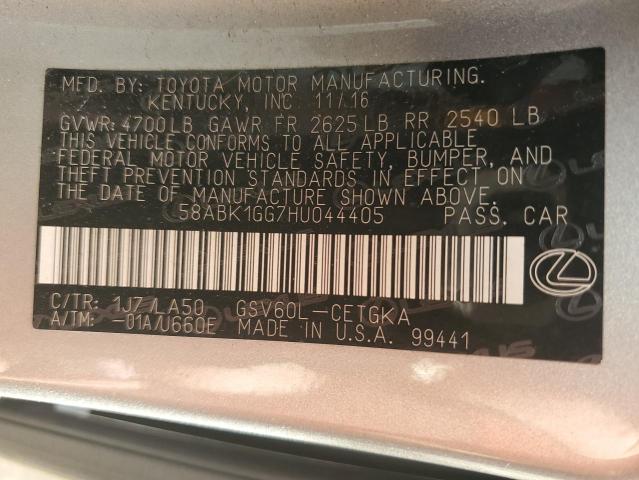 MFD. BY: TOYOTA MOTOR MANUFACTURING.
KENTUCKY, INC. 11/16
GVWR: 4700LB GAWR FR 2625LB RR 2540 LB
THIS VEHICLE CONFORMS TO ALL APPLICABLE
FEDERAL MOTOR VEHICLE SAFETY, BUMPER, AND
THEFT PREVENTION STANDARDS IN EFFECT ON
THE DATE OF MANUFACTURE SHOWN ABOVE.
58ABK1GG7HU044405 PASS. CAR
C/TR: 1J7/LA50 GSV60L-CETGKA
A/TM: -01A/U660E MADE IN U.S.A. 99441